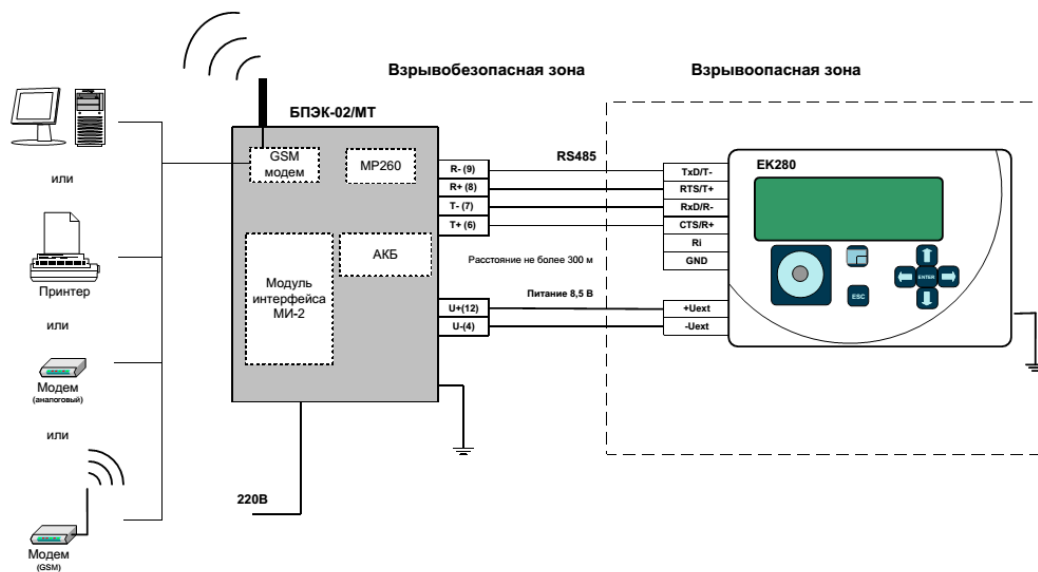 Взрывобезопасная зона
Взрывоопасная зона
БПЭК-02/МТ
GSM
модем
МР260
АКБ
Модуль
интерфейса
МИ-2
R- (9)
R+ (8)
T- (7)
T+ (6)
U+(12)
U-(4)
RS485
Расстояние не более 300 м
Питание 8,5 В
TxD/T-
RTS/T+
RxD/R-
CTS/R+
Ri
GND
+Uext
-Uext
EK280
ENTER
ESC
или
Принтер
или
Модем
(аналоговый)
или
Модем
(GSM)
220В